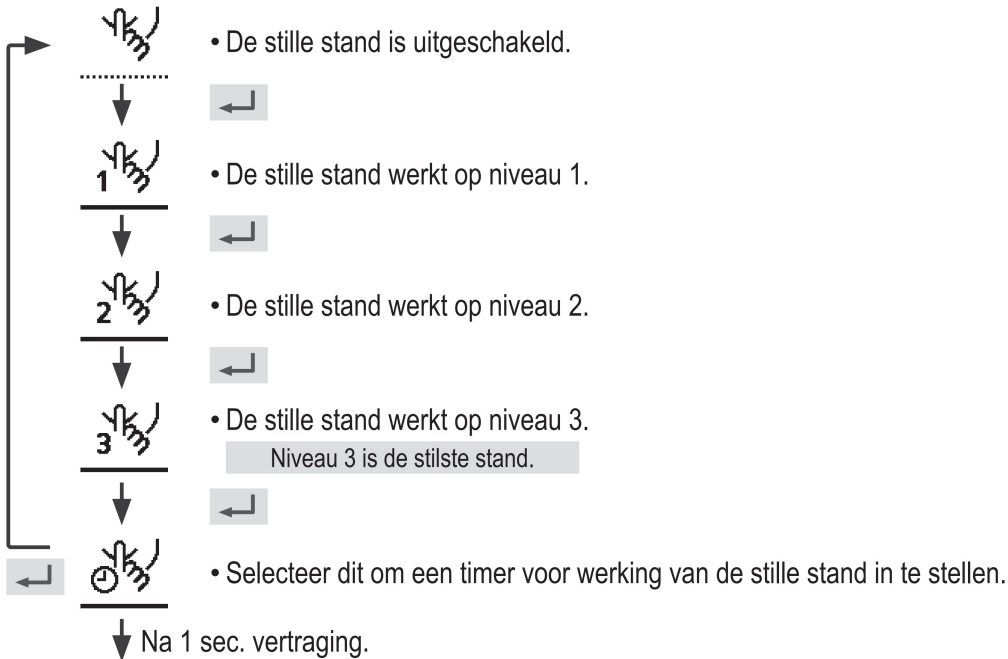 • De stille stand is uitgeschakeld.
1
• De stille stand werkt op niveau 1.
2
• De stille stand werkt op niveau 2.
3
• De stille stand werkt op niveau 3.
Niveau 3 is de stilste stand.
• Selecteer dit om een timer voor werking van de stille stand in te stellen.
Na 1 sec. vertraging.